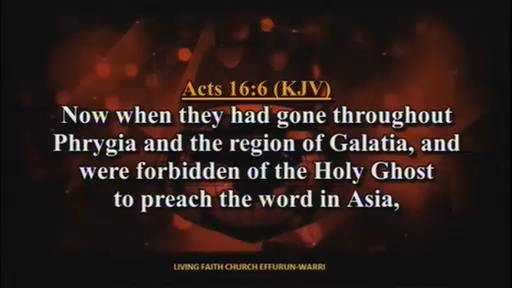 Acts 16:6 (KJV)
Now when they had gone throughout
Phrygia and the region of Galatia, and
were forbidden of the Holy Ghost
to preach the word in Asia,
LIVING FAITH CHURCH EFFURUN-WARRI